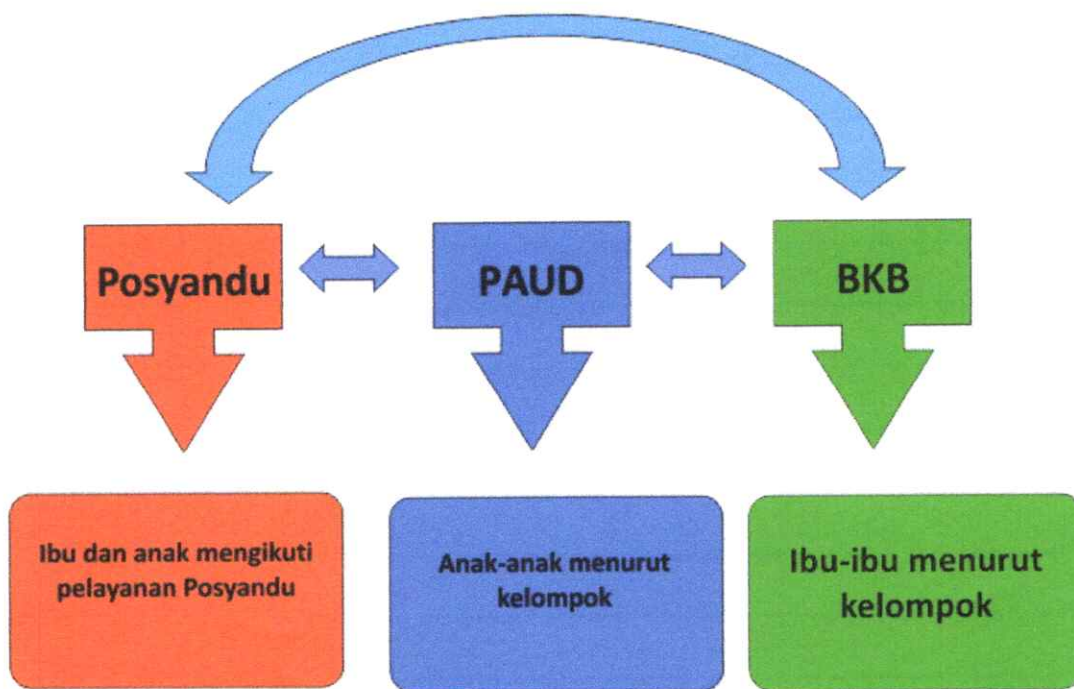 Posyandu
PAUD
BKB
Ibu dan anak mengikuti
pelayanan Posyandu
Anak-anak menurut
kelompok
Ibu-ibu menurut
kelompok